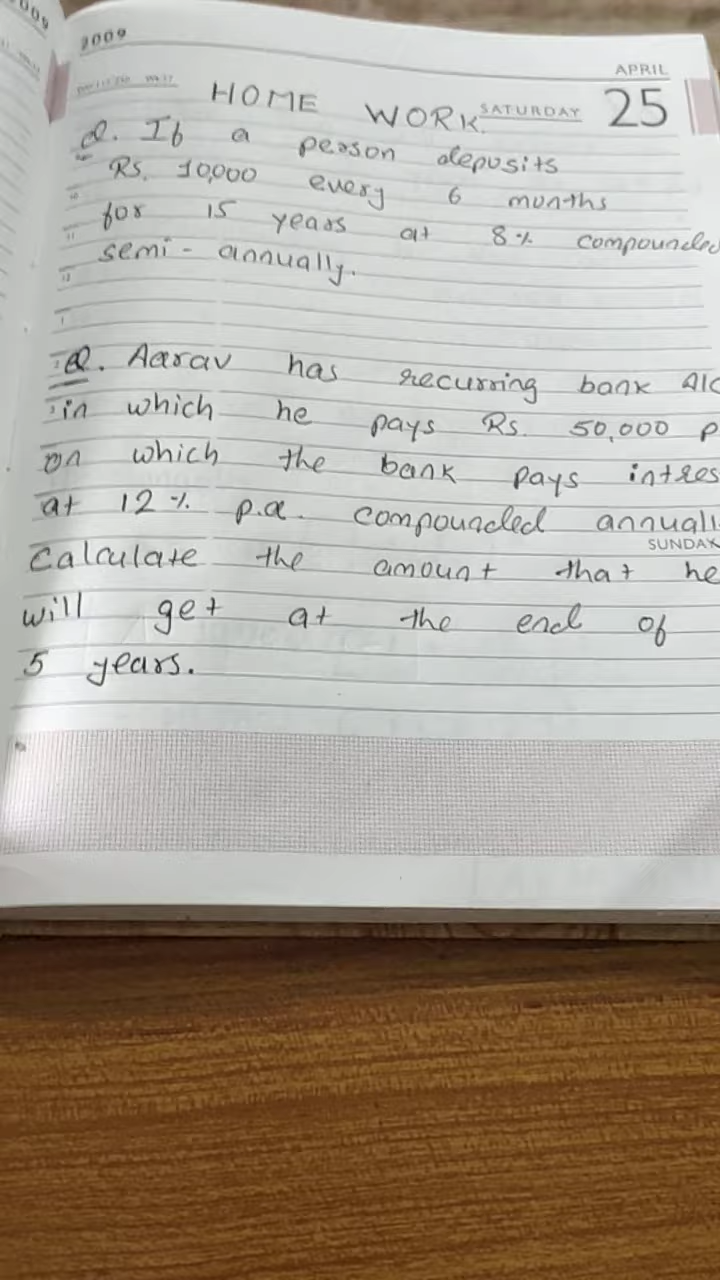 2009
APRIL
SATURDAY 25
HOME WORK
Q. If a person deposits
Rs. 10,000 every 6 months
for 15 years at 8% compounded
semi-annually.
Q. Aarav has recurring bank A/c
in which he pays Rs. 50,000 p
on which the bank pays intres
at 12% p.a. compounded annuall
SUNDAY
Calculate the amount that he
will get at the end of
5 years.